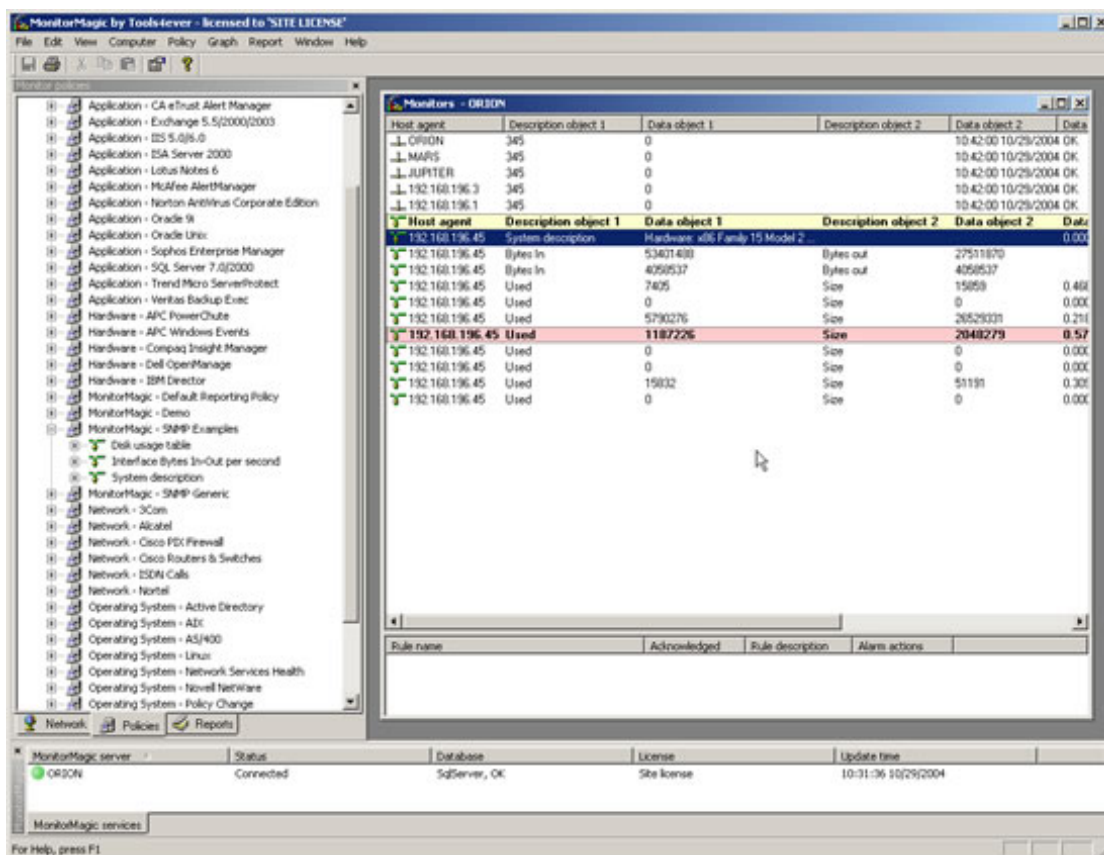 MonitorMagic by Tools4ever - licensed to 'SITE LICENSE'
File Edit View Computer Policy Graph Report Window Help
Monitor policies
Application - CA eTrust Alert Manager
Application - Exchange 5.5/2000/2003
Application - IIS 5.0/6.0
Application - ISA Server 2000
Application - Lotus Notes 6
Application - McAfee AlertManager
Application - Norton AntiVirus Corporate Edition
Application - Oracle 9i
Application - Oracle Unix
Application - Sophos Enterprise Manager
Application - SQL Server 7.0/2000
Application - Trend Micro ServerProtect
Application - Veritas Backup Exec
Hardware - APC PowerChute
Hardware - APC Windows Events
Hardware - Compaq Insight Manager
Hardware - Dell OpenManage
Hardware - IBM Director
MonitorMagic - Default Reporting Policy
MonitorMagic - Demo
MonitorMagic - SNMP Examples
Disk usage table
Interface Bytes In-Out per second
System description
MonitorMagic - SNMP Generic
Network - 3Com
Network - Alcatel
Network - Cisco PIX Firewall
Network - Cisco Routers & Switches
Network - ISDN Calls
Network - Nortel
Operating System - Active Directory
Operating System - AIX
Operating System - AS/400
Operating System - Linux
Operating System - Network Services Health
Operating System - Novell NetWare
Operating System - Policy Change
Network Policies Reports
Monitors - ORION
Host agent Description object 1 Data object 1 Description object 2 Data object 2 Data
ORION 345 0 10:42:00 10/29/2004 OK
MARS 345 0 10:42:00 10/29/2004 OK
JUPITER 345 0 10:42:00 10/29/2004 OK
192.168.196.3 345 0 10:42:00 10/29/2004 OK
192.168.196.1 345 0 10:42:00 10/29/2004 OK
Host agent Description object 1 Data object 1 Description object 2 Data object 2 Data
192.168.196.45 System description Hardware: x86 Family 15 Model 2 ... 0.000
192.168.196.45 Bytes In 53401488 Bytes out 27511870
192.168.196.45 Bytes In 4058537 Bytes out 4058537
192.168.196.45 Used 7405 Size 15859 0.466
192.168.196.45 Used 0 Size 0 0.000
192.168.196.45 Used 5790276 Size 26529331 0.218
192.168.196.45 Used 1187226 Size 2048279 0.57
192.168.196.45 Used 0 Size 0 0.000
192.168.196.45 Used 0 Size 0 0.000
192.168.196.45 Used 15832 Size 51191 0.309
192.168.196.45 Used 0 Size 0 0.000
Rule name Acknowledged Rule description Alarm actions
MonitorMagic server Status Database License Update time
ORION Connected SqlServer, OK Site license 10:31:36 10/29/2004
MonitorMagic services
For Help, press F1